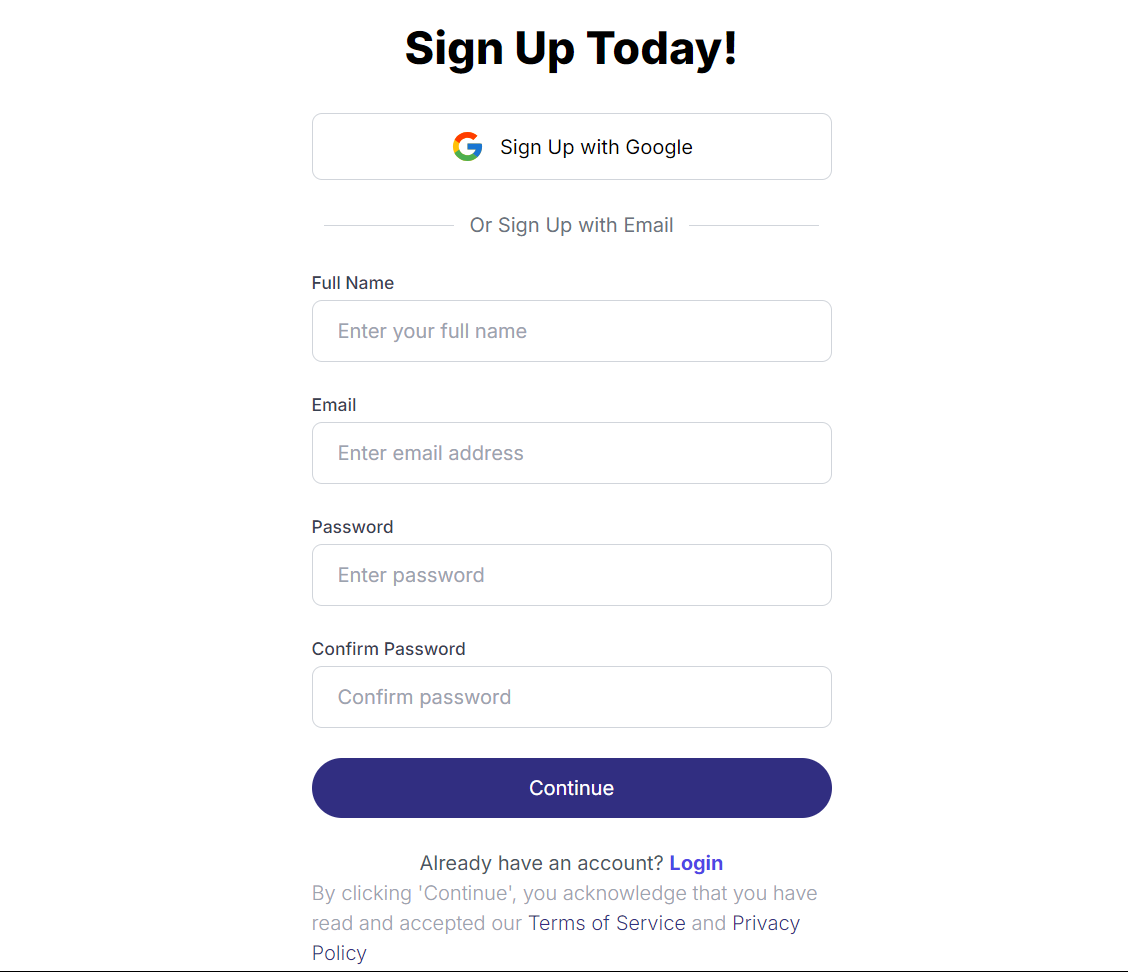 Sign Up Today!
Sign Up with Google
Or Sign Up with Email
Full Name
Enter your full name
Email
Enter email address
Password
Enter password
Confirm Password
Confirm password
Continue
Already have an account? Login
By clicking 'Continue', you acknowledge that you have
read and accepted our Terms of Service and Privacy
Policy